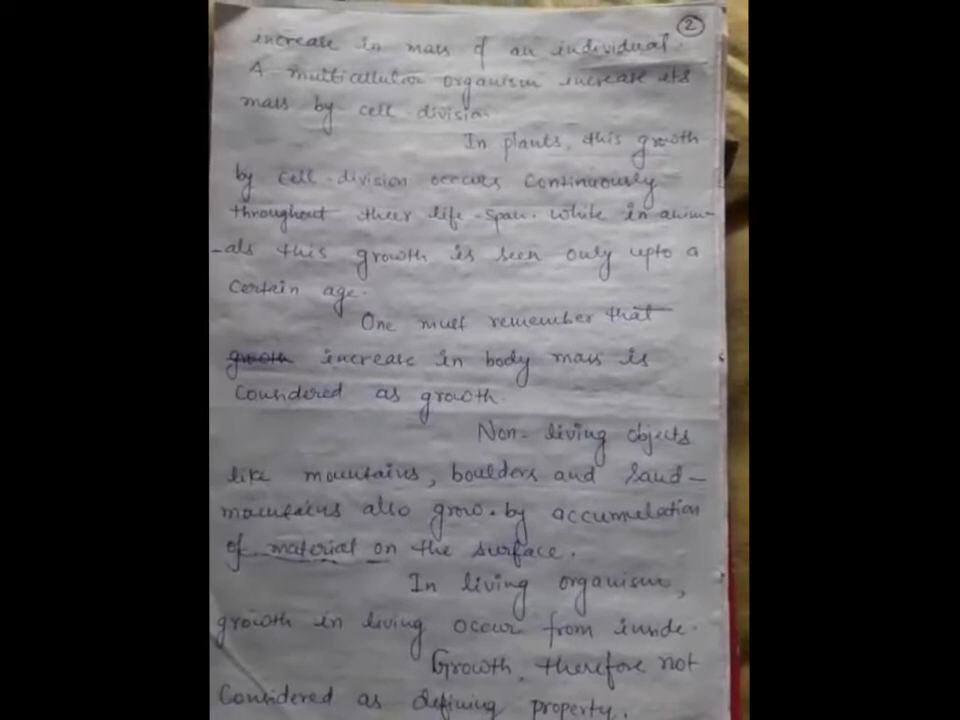 2
increase in mass of an individual.
A multicellular organism increase its
mass by cell division.
In plants, this growth
by cell-division occurs continuously
throughout their life-span. While in anim-
-als this growth is seen only upto a
certain age.
One must remember that
growth increase in body mass is
considered as growth.
Non-living objects
like mountains, boulders and sand-
mountains also grow. by accumulation
of material on the surface.
In living organism,
growth in living occur from inside.
Growth, therefore not
Considered as defining property.